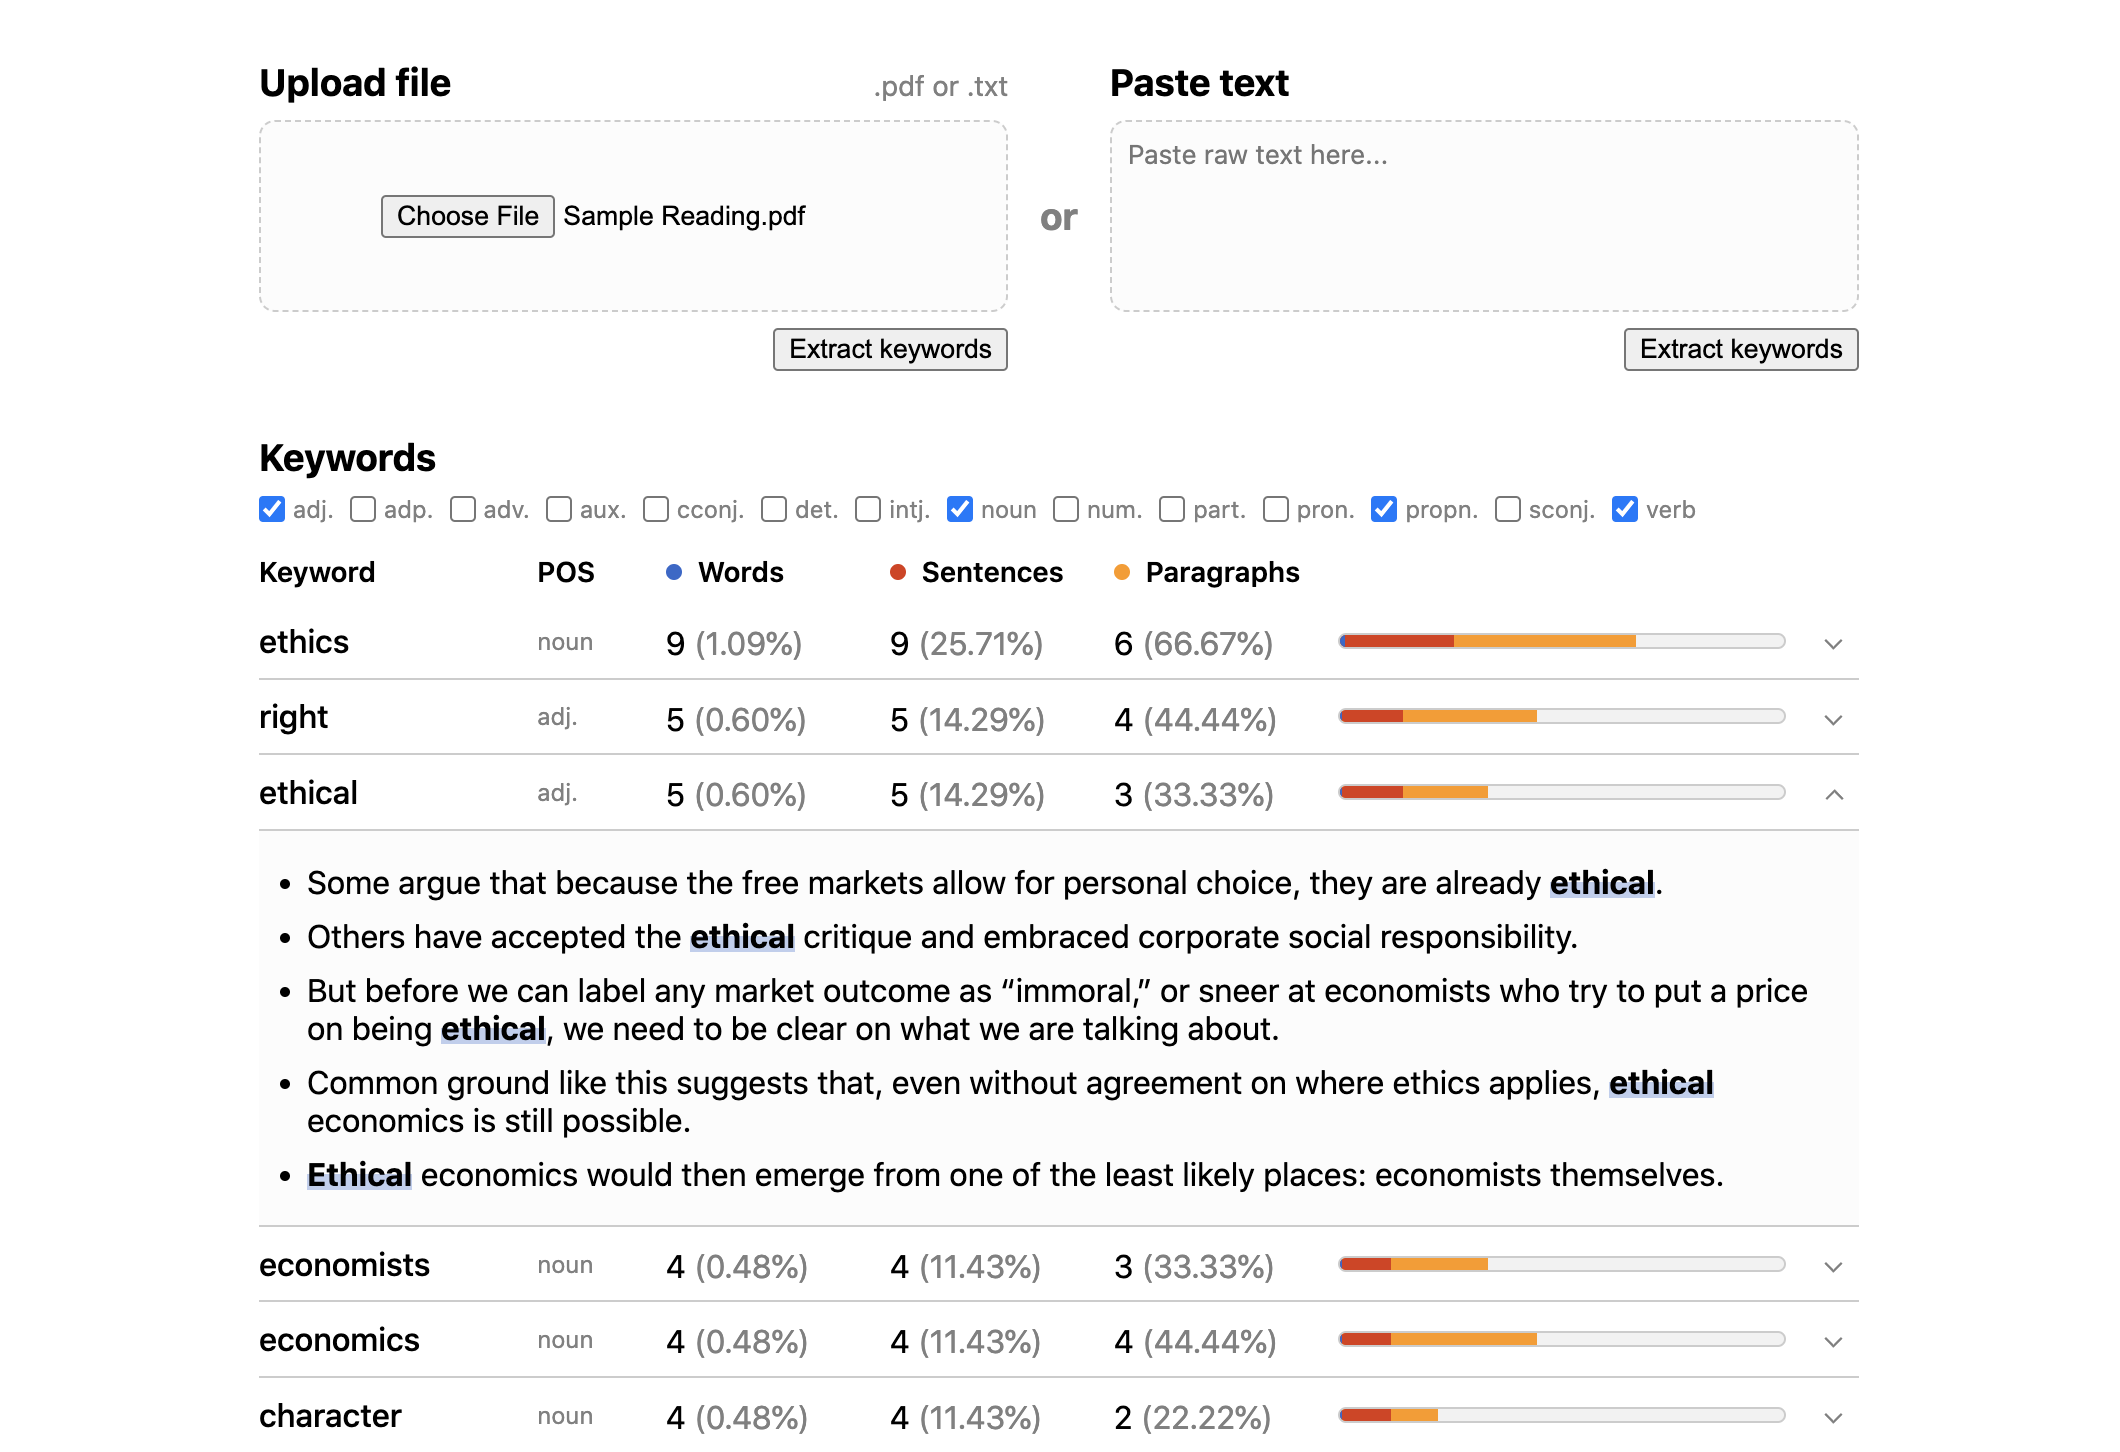 Upload file .pdf or .txt Paste text
Paste raw text here...
Choose File Sample Reading.pdf
or
Extract keywords Extract keywords
Keywords
adj. adp. adv. aux. cconj. det. intj. noun num. part. pron. propn. sconj. verb
Keyword POS Words Sentences Paragraphs
ethics noun 9 (1.09%) 9 (25.71%) 6 (66.67%)
right adj. 5 (0.60%) 5 (14.29%) 4 (44.44%)
ethical adj. 5 (0.60%) 5 (14.29%) 3 (33.33%)
• Some argue that because the free markets allow for personal choice, they are already ethical.
• Others have accepted the ethical critique and embraced corporate social responsibility.
• But before we can label any market outcome as “immoral,” or sneer at economists who try to put a price
on being ethical, we need to be clear on what we are talking about.
• Common ground like this suggests that, even without agreement on where ethics applies, ethical
economics is still possible.
• Ethical economics would then emerge from one of the least likely places: economists themselves.
economists noun 4 (0.48%) 4 (11.43%) 3 (33.33%)
economics noun 4 (0.48%) 4 (11.43%) 4 (44.44%)
character noun 4 (0.48%) 4 (11.43%) 2 (22.22%)